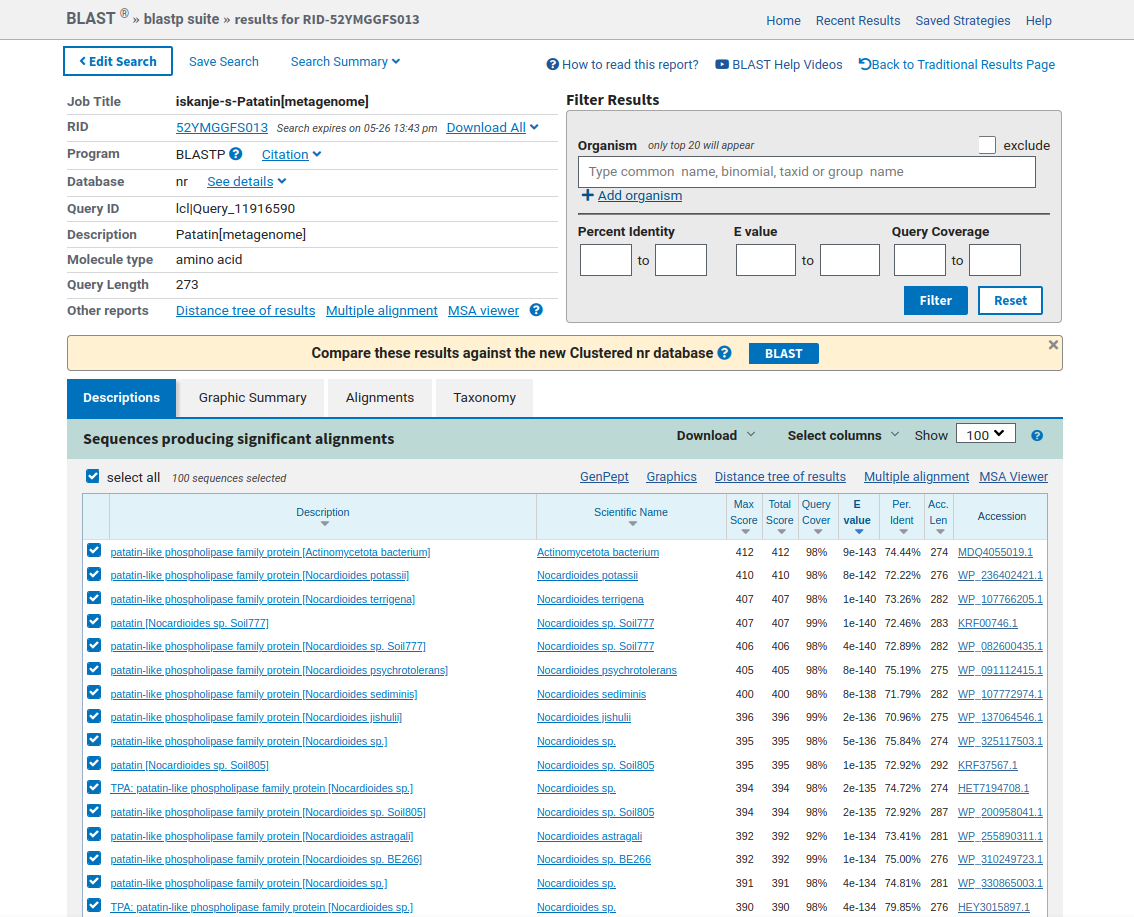 BLAST ® » blastp suite » results for RID-52YMGGFS013
Home Recent Results Saved Strategies Help
Edit Search Save Search Search Summary
How to read this report? BLAST Help Videos Back to Traditional Results Page
Job Title iskanje-s-Patatin[metagenome]
RID 52YMGGFS013 Search expires on 05-26 13:43 pm Download All
Program BLASTP ? Citation
Database nr See details
Query ID lcl|Query_11916590
Description Patatin[metagenome]
Molecule type amino acid
Query Length 273
Other reports Distance tree of results Multiple alignment MSA viewer ?
Filter Results
Organism only top 20 will appear exclude
Type common name, binomial, taxid or group name
+ Add organism
Percent Identity E value Query Coverage
to to to
Filter Reset
Compare these results against the new Clustered nr database ? BLAST ×
Descriptions Graphic Summary Alignments Taxonomy
Sequences producing significant alignments Download Select columns Show 100 ?
select all 100 sequences selected GenPept Graphics Distance tree of results Multiple alignment MSA Viewer
Description Scientific Name Max Score Total Score Query Cover E value Per. Ident Acc. Len Accession
patatin-like phospholipase family protein [Actinomycetota bacterium] Actinomycetota bacterium 412 412 98% 9e-143 74.44% 274 MDQ4055019.1
patatin-like phospholipase family protein [Nocardioides potassii] Nocardioides potassii 410 410 98% 8e-142 72.22% 276 WP_236402421.1
patatin-like phospholipase family protein [Nocardioides terrigena] Nocardioides terrigena 407 407 98% 1e-140 73.26% 282 WP_107766205.1
patatin [Nocardioides sp. Soil777] Nocardioides sp. Soil777 407 407 99% 1e-140 72.46% 283 KRF00746.1
patatin-like phospholipase family protein [Nocardioides sp. Soil777] Nocardioides sp. Soil777 406 406 98% 4e-140 72.89% 282 WP_082600435.1
patatin-like phospholipase family protein [Nocardioides psychrotolerans] Nocardioides psychrotolerans 405 405 98% 8e-140 75.19% 275 WP_091112415.1
patatin-like phospholipase family protein [Nocardioides sediminis] Nocardioides sediminis 400 400 98% 8e-138 71.79% 282 WP_107772974.1
patatin-like phospholipase family protein [Nocardioides jishulii] Nocardioides jishulii 396 396 99% 2e-136 70.96% 275 WP_137064546.1
patatin-like phospholipase family protein [Nocardioides sp.] Nocardioides sp. 395 395 98% 5e-136 75.84% 274 WP_325117503.1
patatin [Nocardioides sp. Soil805] Nocardioides sp. Soil805 395 395 98% 1e-135 72.92% 292 KRF37567.1
TPA: patatin-like phospholipase family protein [Nocardioides sp.] Nocardioides sp. 394 394 98% 2e-135 74.72% 274 HET7194708.1
patatin-like phospholipase family protein [Nocardioides sp. Soil805] Nocardioides sp. Soil805 394 394 98% 2e-135 72.92% 287 WP_200958041.1
patatin-like phospholipase family protein [Nocardioides astragali] Nocardioides astragali 392 392 92% 1e-134 73.41% 281 WP_255890311.1
patatin-like phospholipase family protein [Nocardioides sp. BE266] Nocardioides sp. BE266 392 392 99% 1e-134 75.00% 276 WP_310249723.1
patatin-like phospholipase family protein [Nocardioides sp.] Nocardioides sp. 391 391 98% 4e-134 74.81% 281 WP_330865003.1
TPA: patatin-like phospholipase family protein [Nocardioides sp.] Nocardioides sp. 390 390 98% 4e-134 79.85% 276 HEY3015897.1